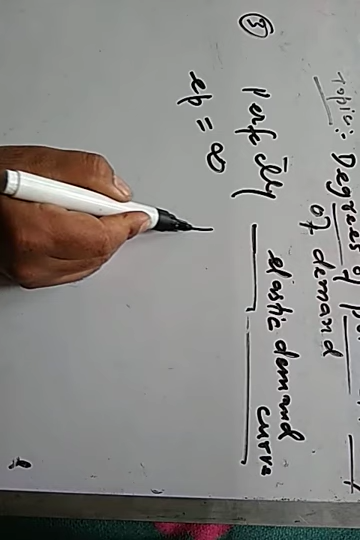 Topic:- Degrees of
of demand
③ Perfectly elastic demand curve
ep = ∞